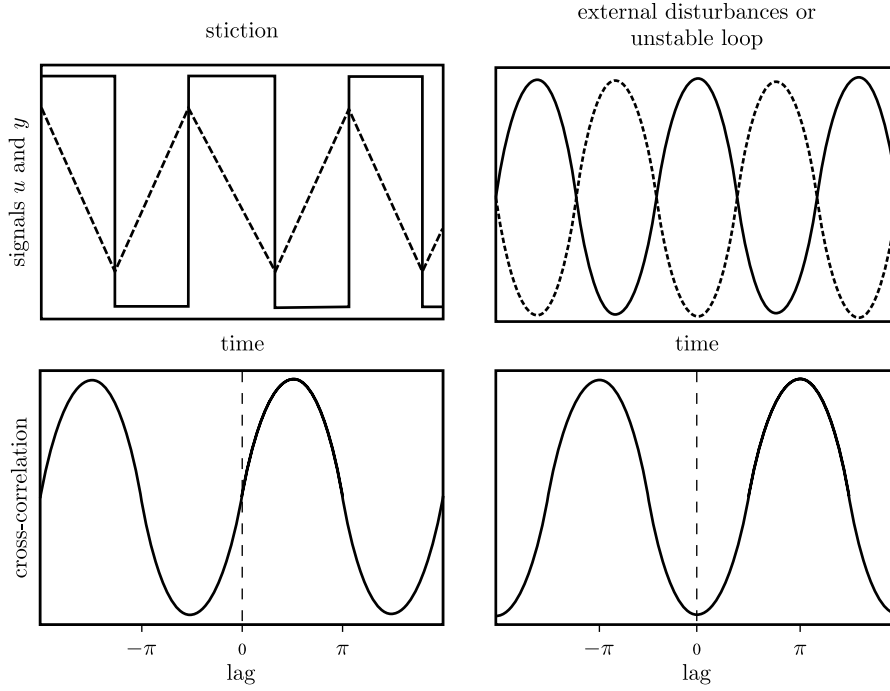 stiction
external disturbances or
unstable loop
signals u and y
time
time
cross-correlation
−π
0
π
lag
−π
0
π
lag